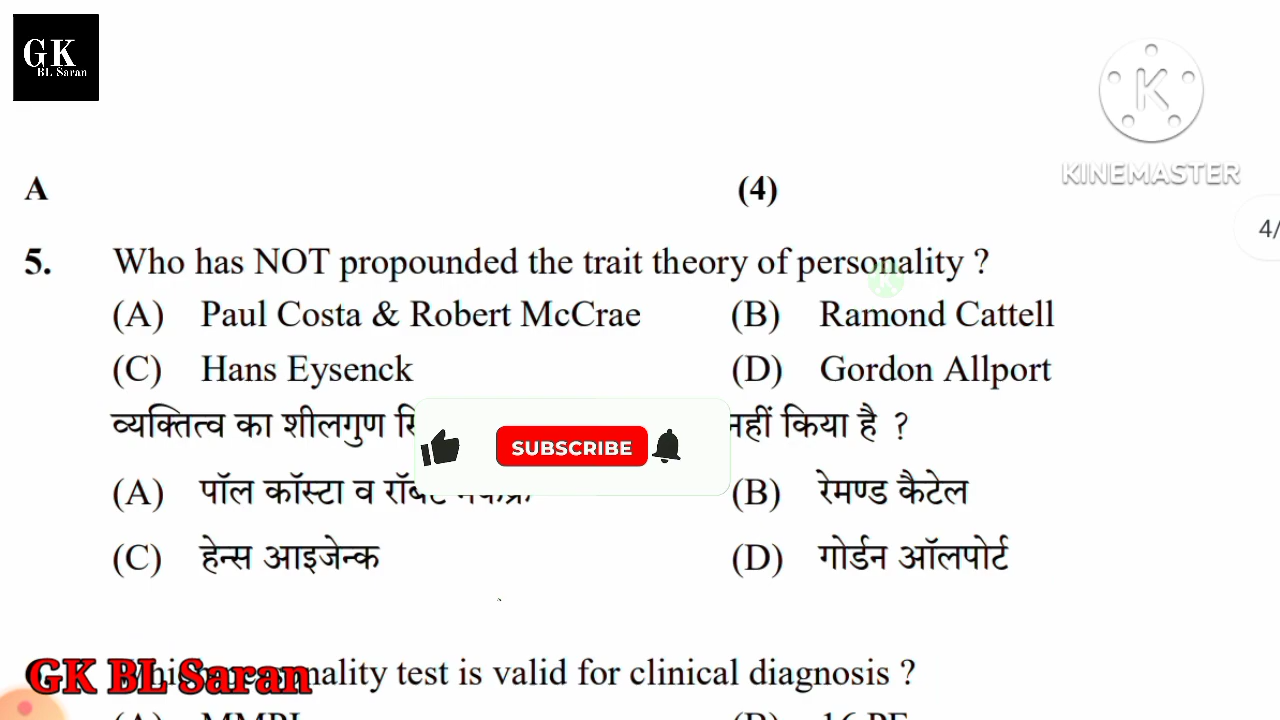 GK
BL Saran
K
KINEMASTER
A (4)
4/
5. Who has NOT propounded the trait theory of personality ?
(A) Paul Costa & Robert McCrae (B) Ramond Cattell
(C) Hans Eysenck (D) Gordon Allport
व्यक्तित्व का शीलगुण नहीं किया है ?
SUBSCRIBE
(A) पॉल कॉस्टा व (B) रेमण्ड कैटेल
(C) हेन्स आइजेन्क (D) गोर्डन ऑलपोर्ट
GK BL Saran
test is valid for clinical diagnosis ?